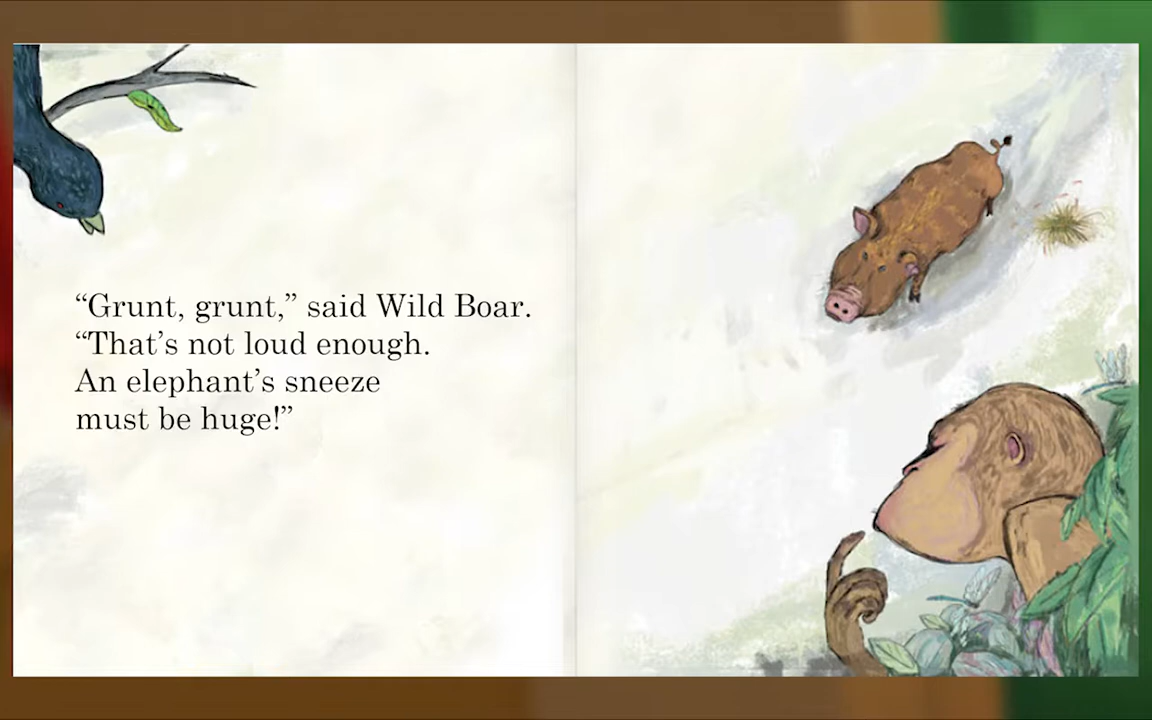 “Grunt, grunt,” said Wild Boar.
“That’s not loud enough.
An elephant’s sneeze
must be huge!”